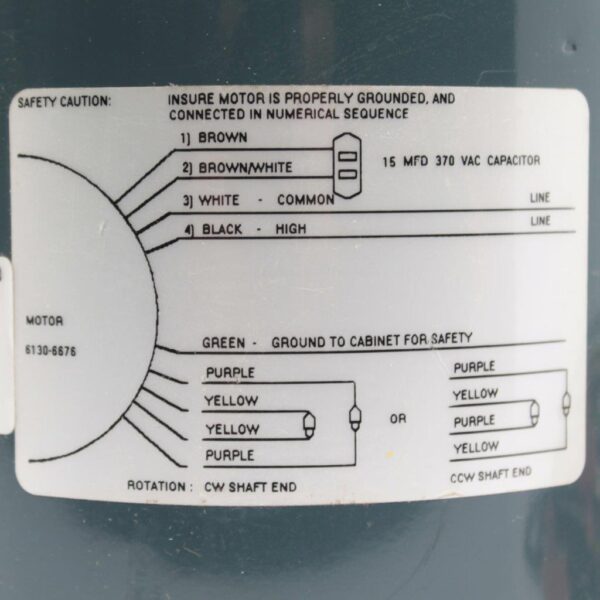 SAFETY CAUTION: INSURE MOTOR IS PROPERLY GROUNDED, AND
CONNECTED IN NUMERICAL SEQUENCE
1) BROWN
2) BROWN/WHITE
15 MFD 370 VAC CAPACITOR
3) WHITE - COMMON LINE
4) BLACK - HIGH LINE
MOTOR
6130-6676
GREEN - GROUND TO CABINET FOR SAFETY
PURPLE
YELLOW
YELLOW
PURPLE
OR
PURPLE
YELLOW
PURPLE
YELLOW
ROTATION : CW SHAFT END
CCW SHAFT END